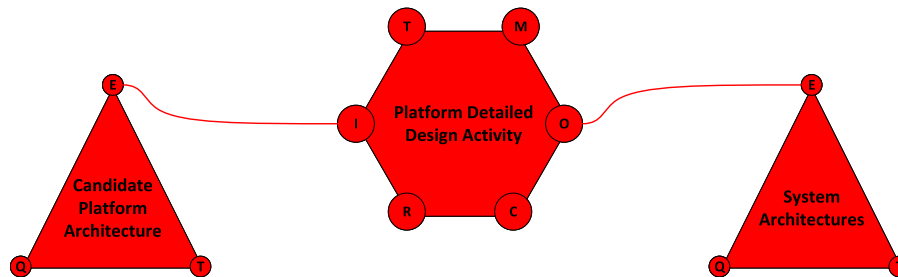 T
M
E
E
I
Platform Detailed
Design Activity
O
Candidate
Platform
Architecture
System
Architectures
R
C
Q
T
Q
T